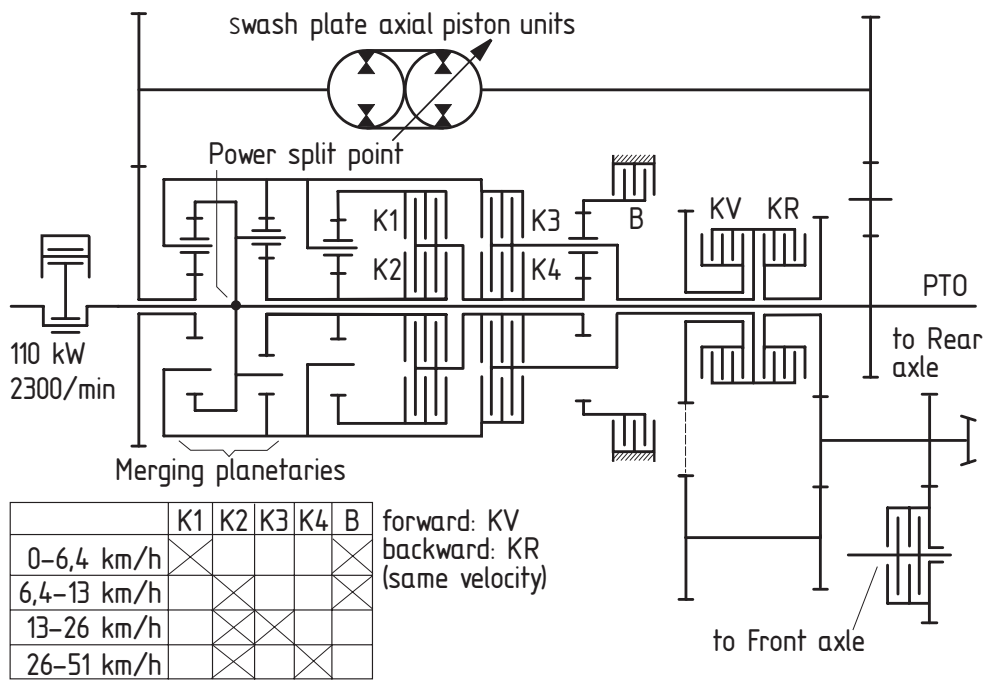 swash plate axial piston units
Power split point
K1
K2
K3
K4
B
KV KR
PTO
110 kW
2300/min
to Rear
axle
Merging planetaries
K1 K2 K3 K4 B
0–6,4 km/h
6,4–13 km/h
13–26 km/h
26–51 km/h
forward: KV
backward: KR
(same velocity)
to Front axle